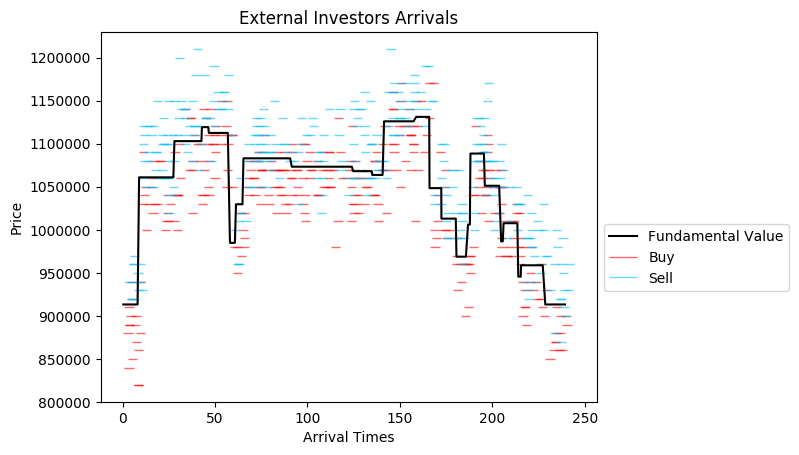 External Investors Arrivals
Price
1200000
1150000
1100000
1050000
1000000
950000
900000
850000
800000
0
50
100
150
200
250
Arrival Times
Fundamental Value
Buy
Sell